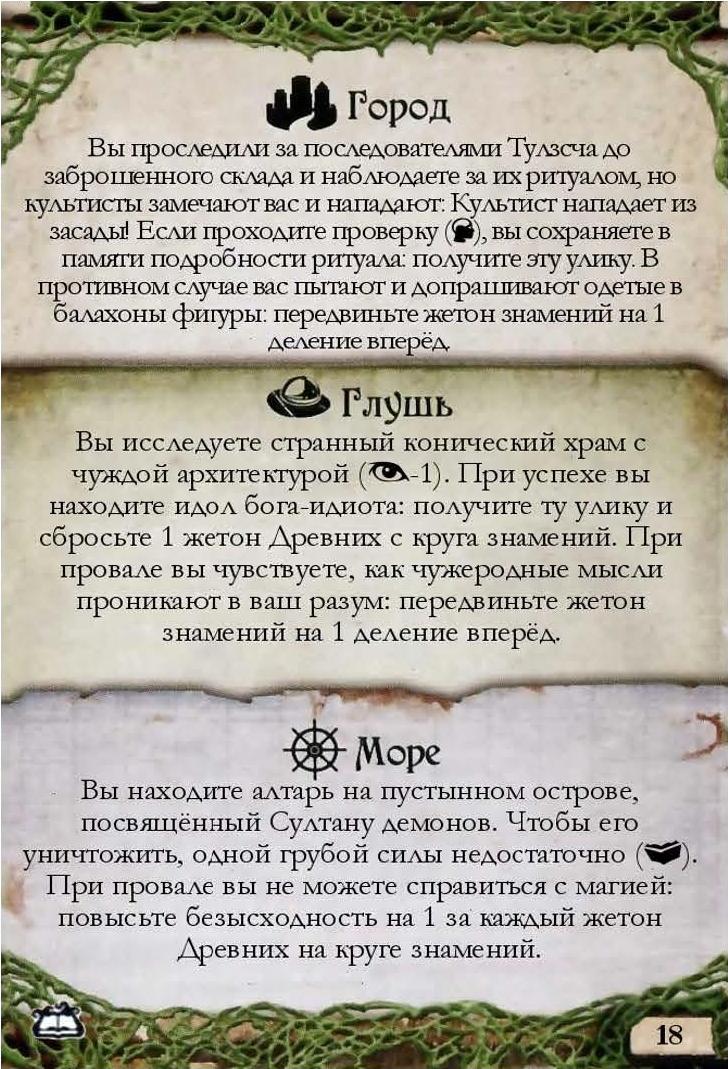 Город
Вы проследили за последователями Тулзсча до
заброшенного склада и наблюдаете за их ритуалом, но
культисты замечают вас и нападают: Культист нападает из
засады! Если проходите проверку (), вы сохраняете в
памяти подробности ритуала: получите эту улику. В
противном случае вас пытают и допрашивают одетые в
балахоны фигуры: передвиньте жетон знамений на 1
деление вперёд.
Глушь
Вы исследуете странный конический храм с
чуждой архитектурой (-1). При успехе вы
находите идол бога-идиота: получите ту улику и
сбросьте 1 жетон Древних с круга знамений. При
провале вы чувствуете, как чужеродные мысли
проникают в ваш разум: передвиньте жетон
знамений на 1 деление вперёд.
Море
Вы находите алтарь на пустынном острове,
посвящённый Султану демонов. Чтобы его
уничтожить, одной грубой силы недостаточно ().
При провале вы не можете справиться с магией:
повысьте безысходность на 1 за каждый жетон
Древних на круге знамений.
18